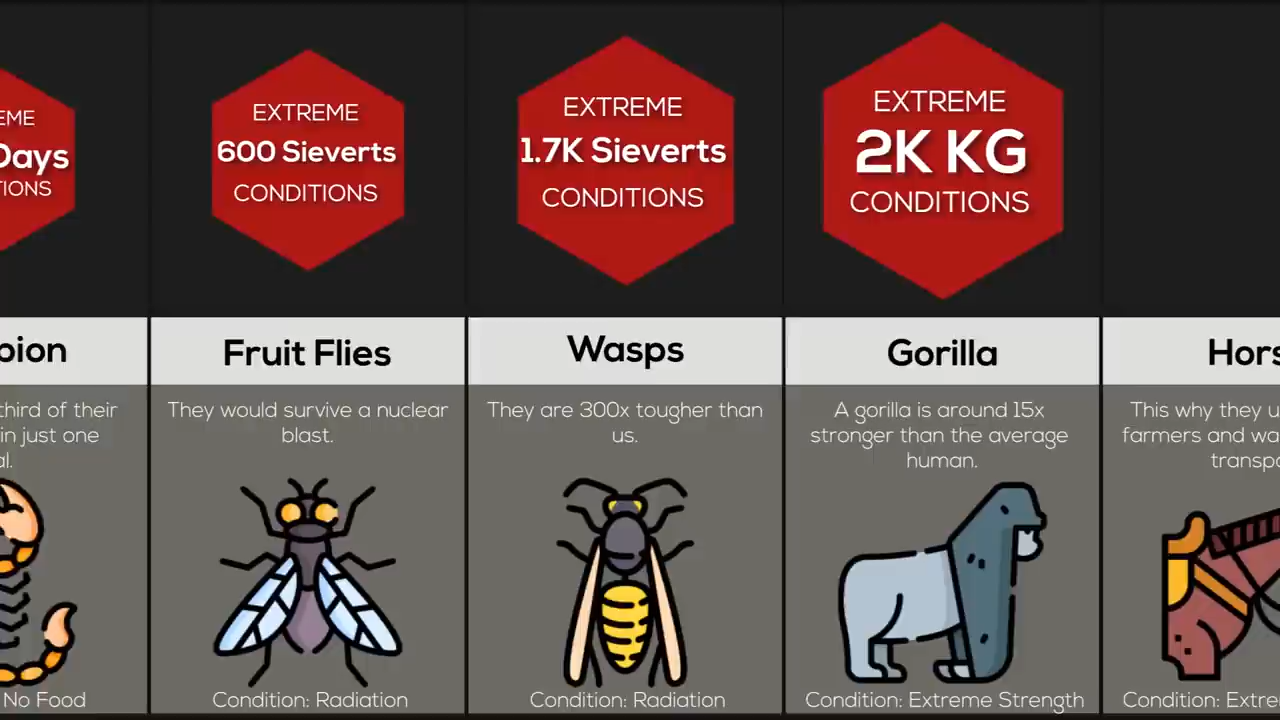 EME
Days
IONS
EXTREME
600 Sieverts
CONDITIONS
EXTREME
1.7K Sieverts
CONDITIONS
EXTREME
2K KG
CONDITIONS
pion
third of their
in just one
al.
No Food
Fruit Flies
They would survive a nuclear
blast.
Condition: Radiation
Wasps
They are 300x tougher than
us.
Condition: Radiation
Gorilla
A gorilla is around 15x
stronger than the average
human.
Condition: Extreme Strength
Hors
This why they u
farmers and wa
transpo
Condition: Extre